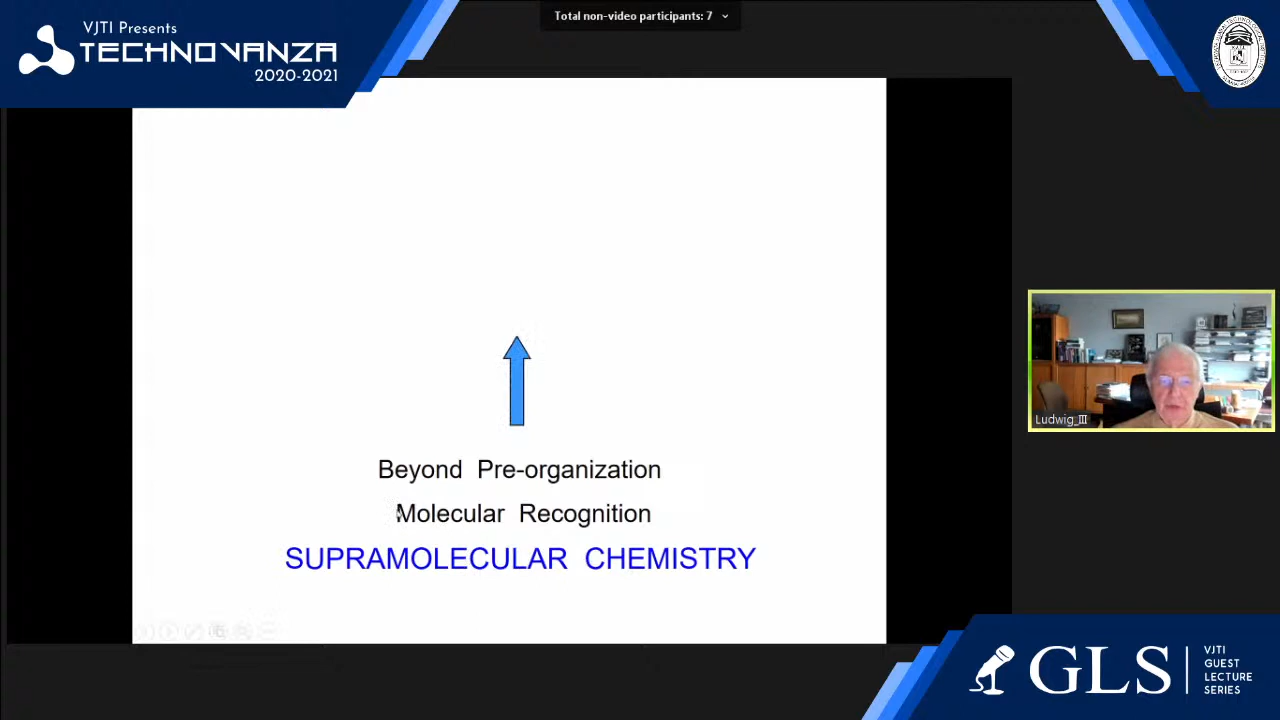 VJTI Presents
TECHNOVANZA
2020-2021
Total non-video participants: 7
Beyond Pre-organization
Molecular Recognition
SUPRAMOLECULAR CHEMISTRY
Ludwig_III
GLS
VJTI
GUEST
LECTURE
SERIES